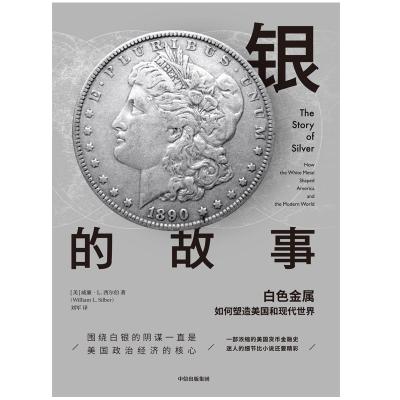 银
E·PLURIBUS·UNUM
LIBERTY
1890
The
Story
of
Silver
How
the White Metal
Shaped
America
and
the Modern World
的故事
[美]威廉·L.西尔伯 著
(William L. Silber)
刘军 译
白色金属
如何塑造美国和现代世界
围绕白银的阴谋一直是
美国政治经济的核心
一部浓缩的美国货币金融史
迷人的细节比小说还要精彩
中信出版集团